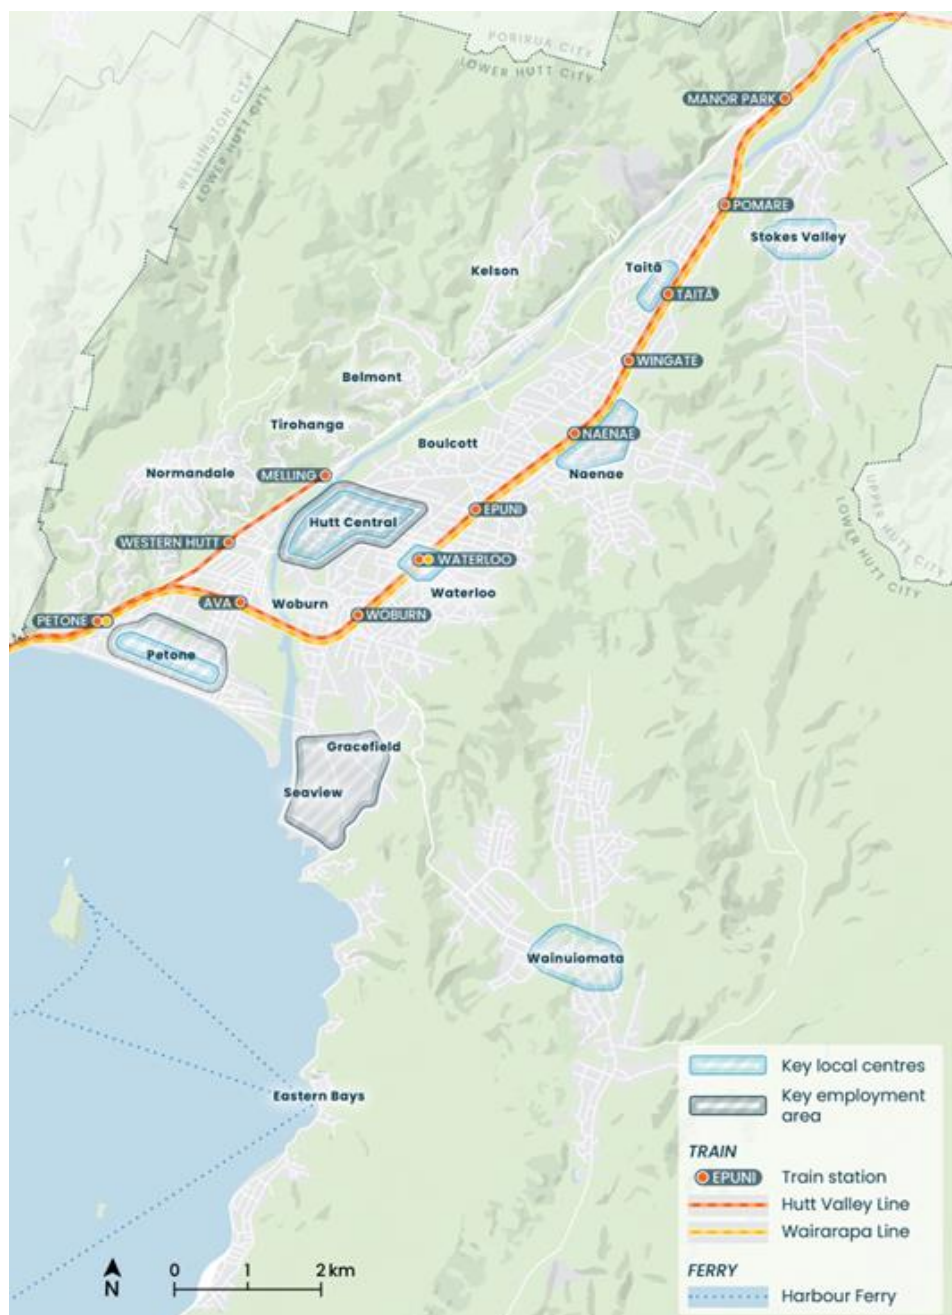 PORIRUA CITY
LOWER HUTT CITY
WELLINGTON CITY
LOWER HUTT CITY
MANOR PARK
POMARE
Stokes Valley
Kelson
Taitā
TAITĀ
WINGATE
Belmont
Tirohanga
Boulcott
NAENAE
Normandale
MELLING
Naenae
UPPER HUTT CITY
LOWER HUTT CITY
EPUNI
Hutt Central
WESTERN HUTT
WATERLOO
Waterloo
AVA
Woburn
WOBURN
PETONE
Petone
Gracefield
Seaview
Wainuiomata
Eastern Bays
Key local centres
Key employment
area
TRAIN
EPUNI
Train station
Hutt Valley Line
Wairarapa Line
FERRY
Harbour Ferry
N
0 1 2 km